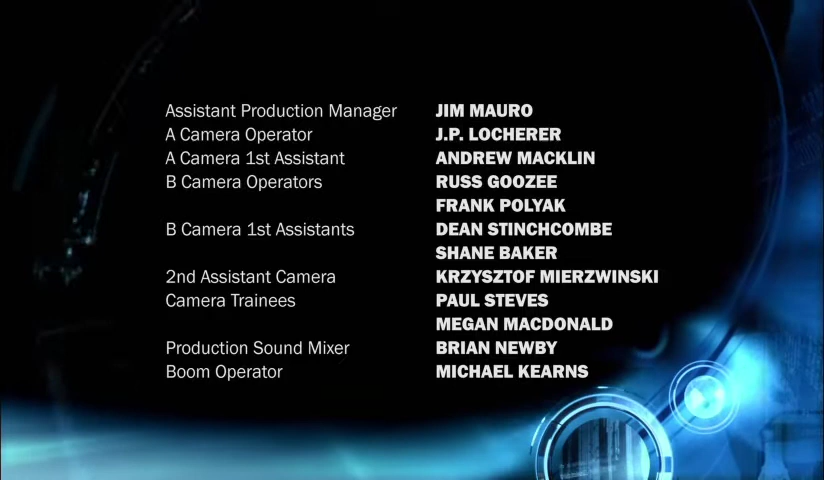 Assistant Production Manager JIM MAURO
A Camera Operator J.P. LOCHERER
A Camera 1st Assistant ANDREW MACKLIN
B Camera Operators RUSS GOOZEE
FRANK POLYAK
B Camera 1st Assistants DEAN STINCHCOMBE
SHANE BAKER
2nd Assistant Camera KRZYSZTOF MIERZWINSKI
Camera Trainees PAUL STEVES
MEGAN MACDONALD
Production Sound Mixer BRIAN NEWBY
Boom Operator MICHAEL KEARNS